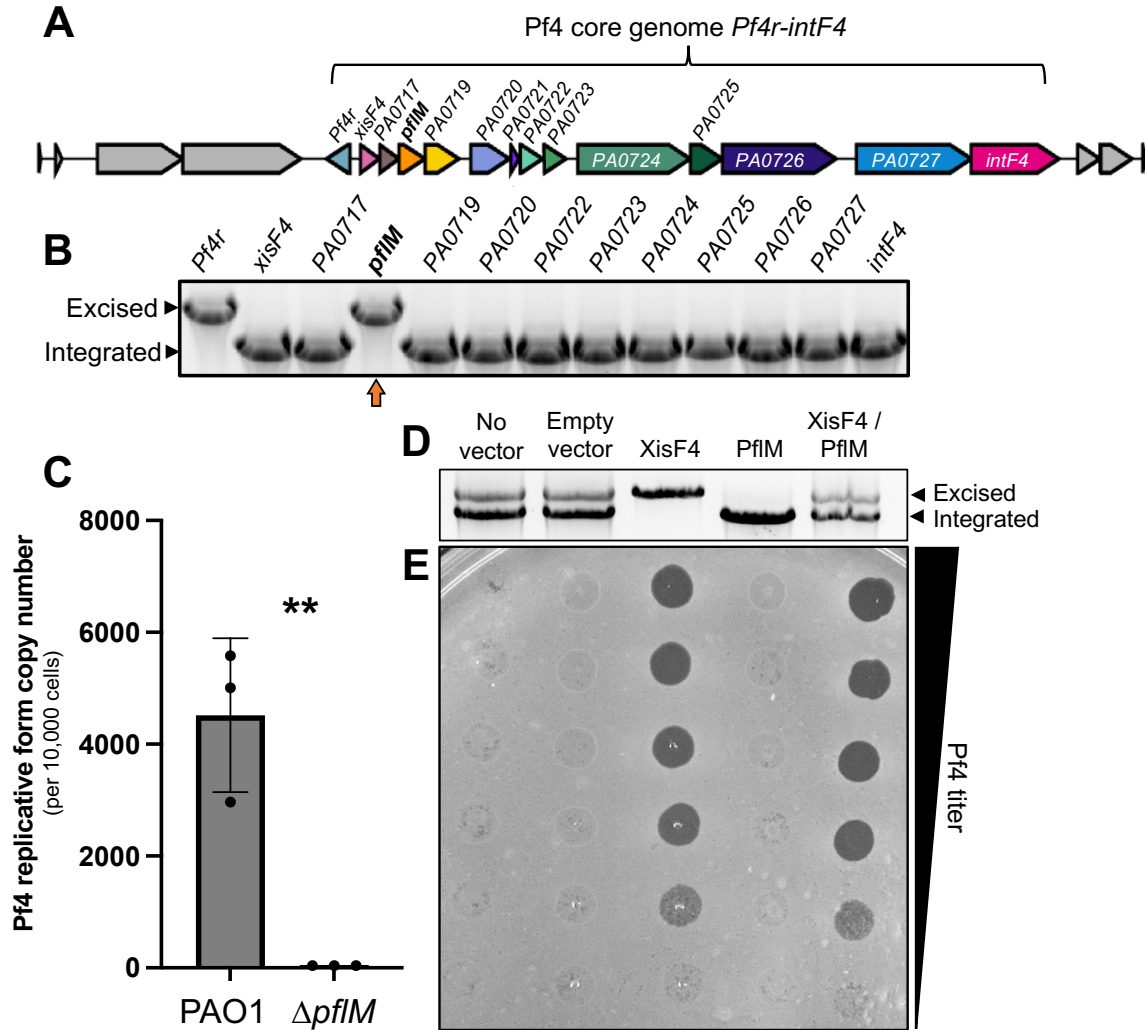 A
Pf4 core genome Pf4r-intF4
Pf4r
xisF4
PA0717
pflM
PA0719
PA0720
PA0721
PA0722
PA0723
PA0725
PA0724
PA0726
PA0727
intF4
B
Pf4r
xisF4
PA0717
pflM
PA0719
PA0720
PA0722
PA0723
PA0724
PA0725
PA0726
PA0727
intF4
Excised
Integrated
C
Pf4 replicative form copy number
(per 10,000 cells)
8000
6000
4000
2000
0
**
PAO1
ΔpflM
D
No
vector
Empty
vector
XisF4
PflM
XisF4 /
PflM
Excised
Integrated
E
Pf4 titer